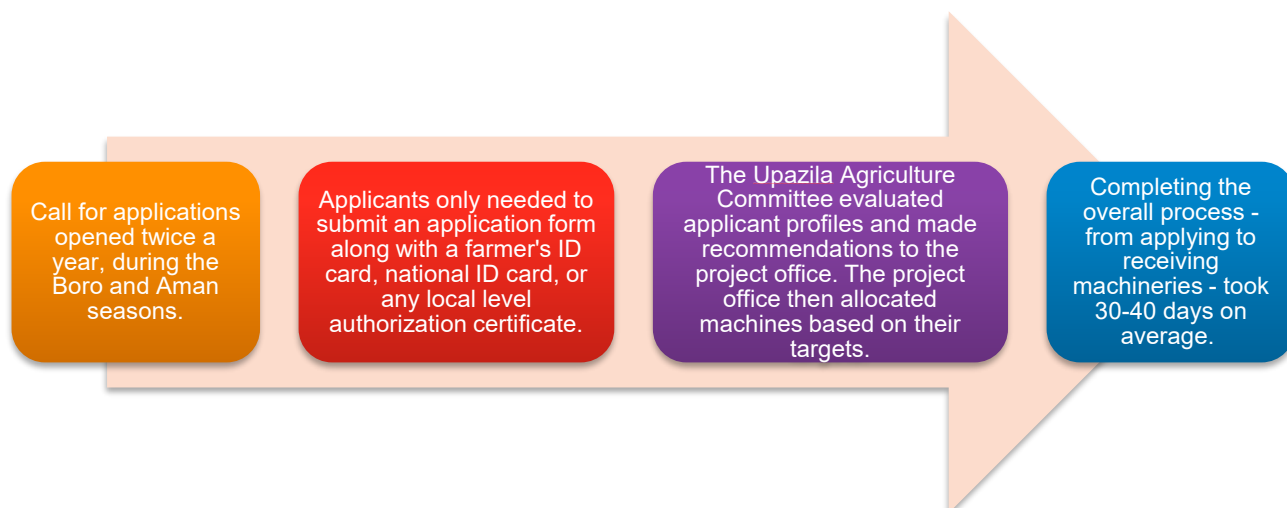 Call for applications
opened twice a
year, during the
Boro and Aman
seasons.
Applicants only needed to
submit an application form
along with a farmer's ID
card, national ID card, or
any local level
authorization certificate.
The Upazila Agriculture
Committee evaluated
applicant profiles and made
recommendations to the
project office. The project
office then allocated
machines based on their
targets.
Completing the
overall process -
from applying to
receiving
machineries - took
30-40 days on
average.